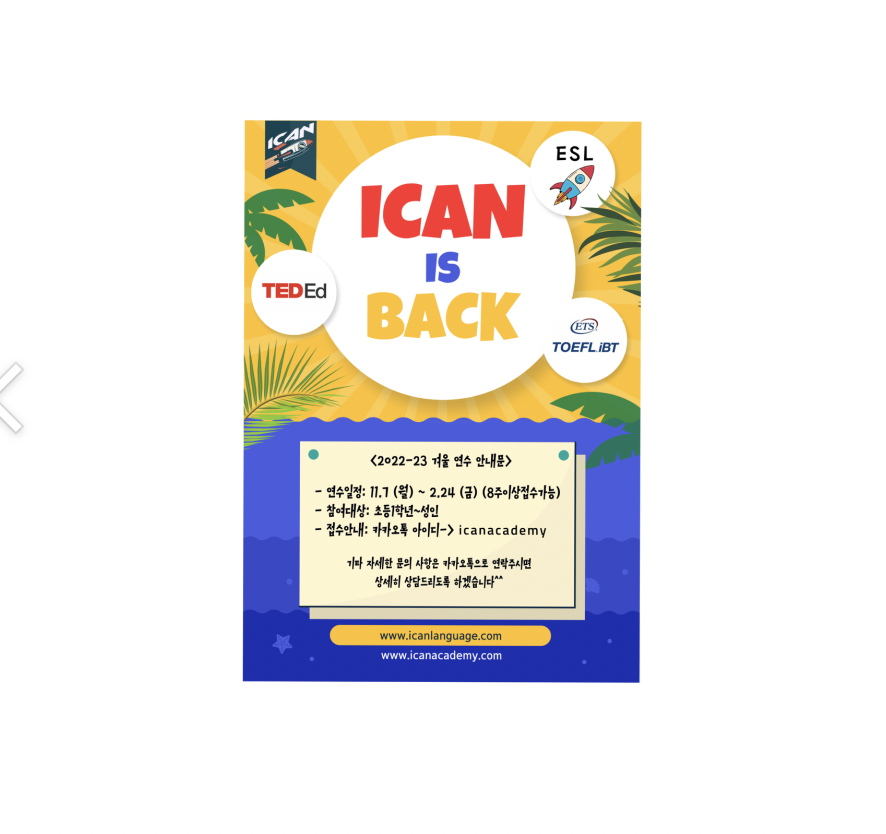 ICAN
ESL
ICAN
IS
BACK
TEDEd
ETS
TOEFL iBT
<2022-23 겨울 연수 안내문>
- 연수일정: 11.7 (월) ~ 2.24 (금) (8주이상접수가능)
- 참여대상: 초등1학년~성인
- 접수안내: 카카오톡 아이디-> icanacademy
기타 자세한 문의 사항은 카카오톡으로 연락주시면
상세히 상담드리도록 하겠습니다^^
www.icanlanguage.com
www.icanacademy.com